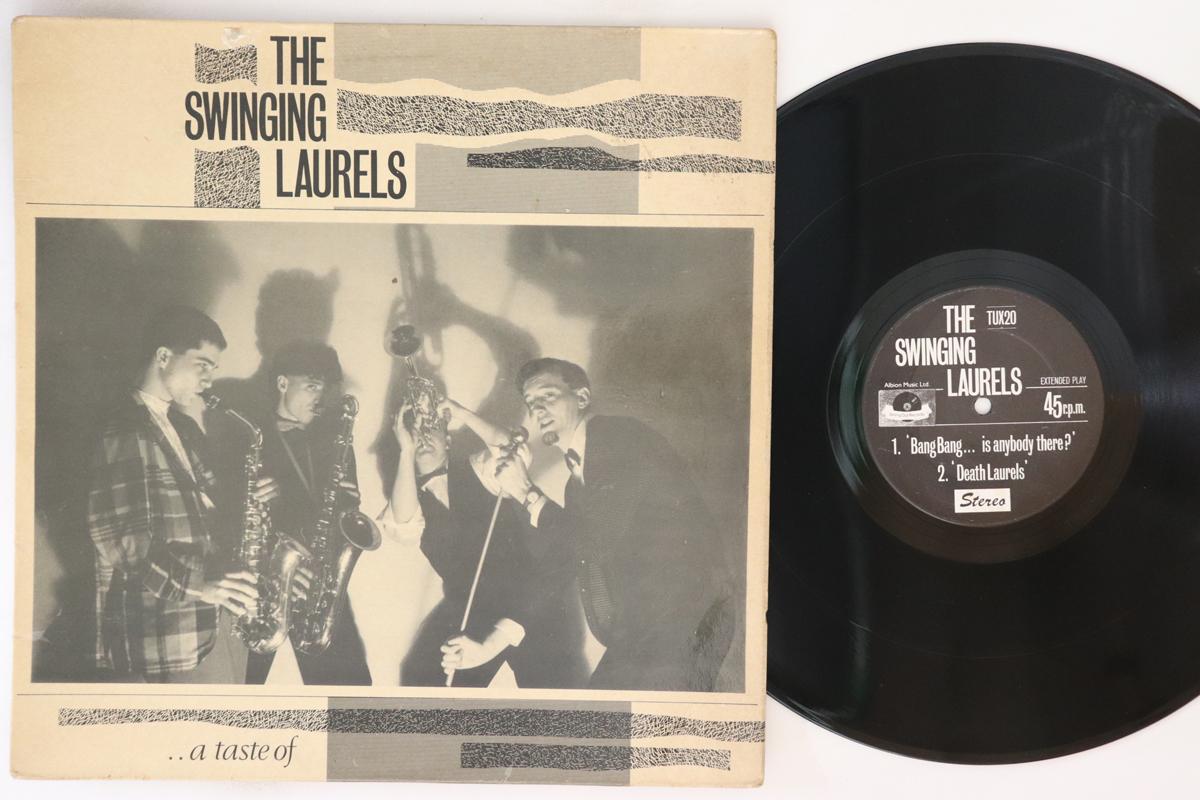 THE
SWINGING
LAURELS
..a taste of
THE
SWINGING
LAURELS
TUX20
Albion Music Ltd.
EXTENDED PLAY
45r.p.m.
1. 'Bang Bang... is anybody there?'
2. 'Death Laurels'
Stereo